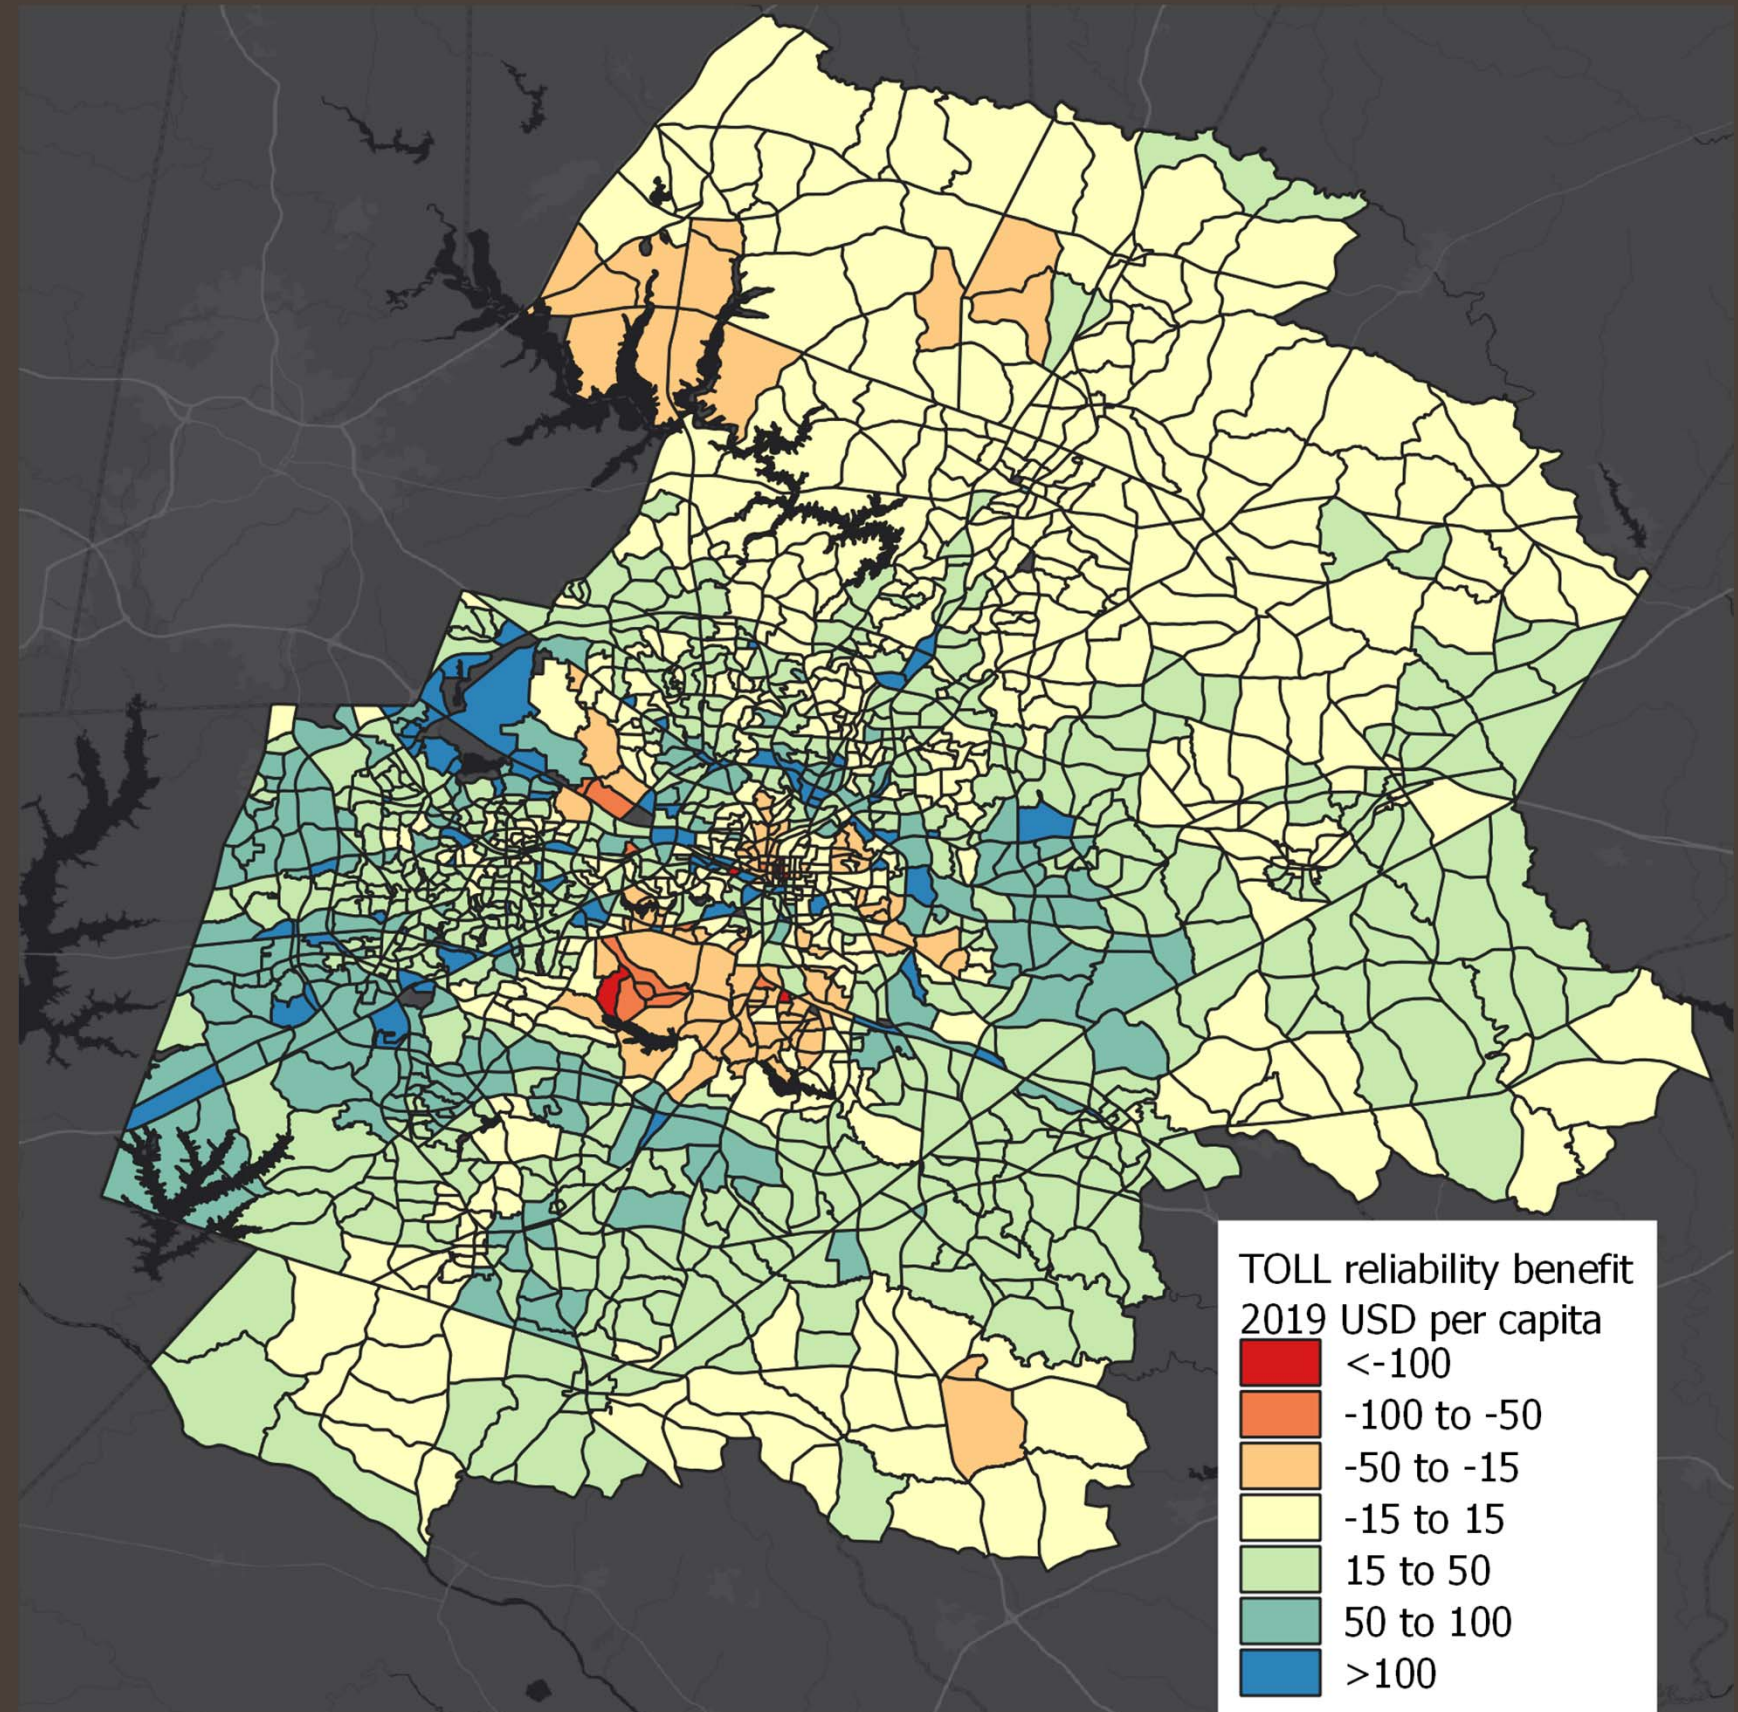 TOLL reliability benefit
2019 USD per capita
<-100
-100 to -50
-50 to -15
-15 to 15
15 to 50
50 to 100
>100